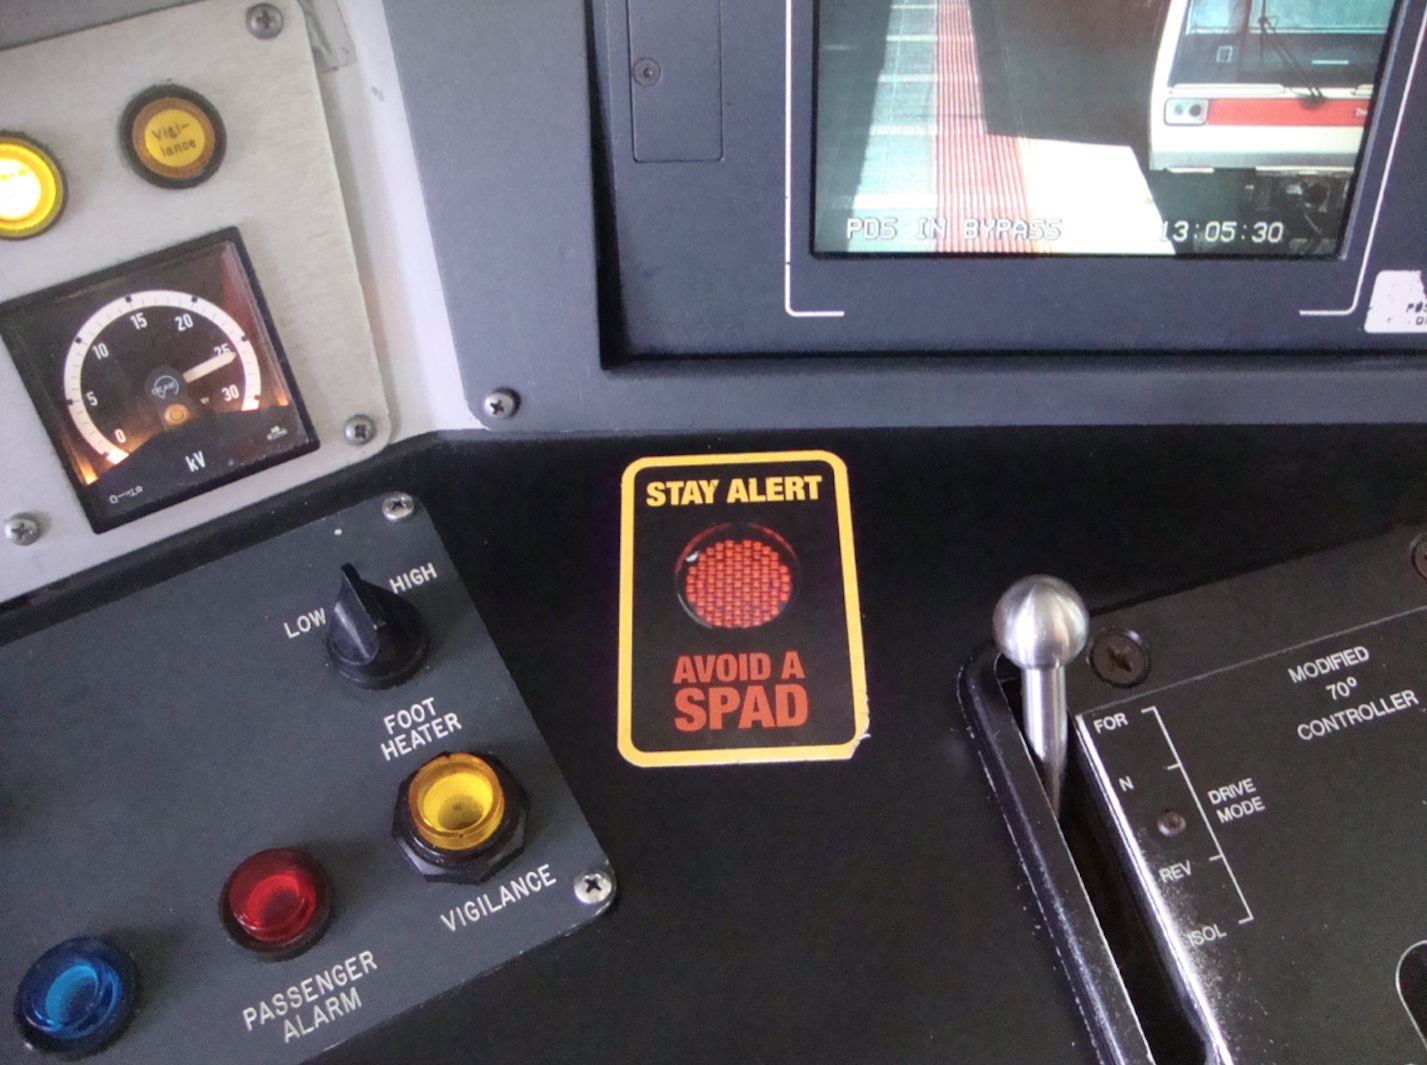 Vigi-
lance
PDS IN BYPASS 13:05:30
0
5
10
15
20
25
30
kV
STAY ALERT
AVOID A
SPAD
LOW
HIGH
FOOT
HEATER
VIGILANCE
PASSENGER
ALARM
MODIFIED
70°
CONTROLLER
FOR
N
DRIVE
MODE
REV
ISOL